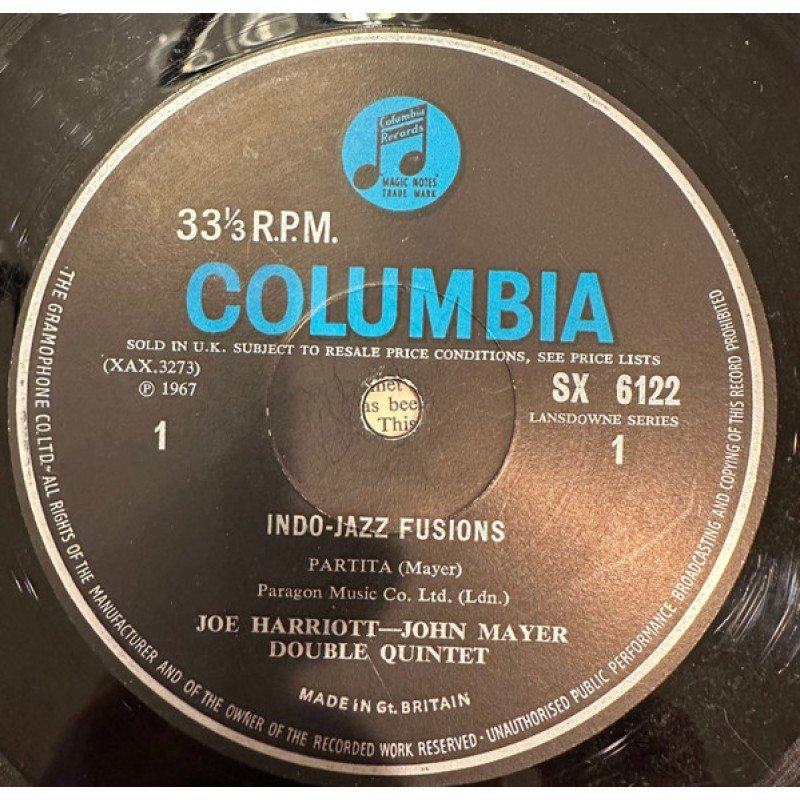 Columbia
Records
"MAGIC NOTES"
TRADE MARK
33⅓ R.P.M.
COLUMBIA
SOLD IN U.K. SUBJECT TO RESALE PRICE CONDITIONS, SEE PRICE LISTS
(XAX.3273)
℗ 1967
SX 6122
LANSDOWNE SERIES
1
1
as bee
This
INDO-JAZZ FUSIONS
PARTITA (Mayer)
Paragon Music Co. Ltd. (Ldn.)
JOE HARRIOTT—JOHN MAYER
DOUBLE QUINTET
MADE IN Gt. BRITAIN
THE GRAMOPHONE CO. LTD. - ALL RIGHTS OF THE MANUFACTURER AND OF THE OWNER OF THE RECORDED WORK RESERVED · UNAUTHORISED PUBLIC PERFORMANCE BROADCASTING AND COPYING OF THIS RECORD PROHIBITED